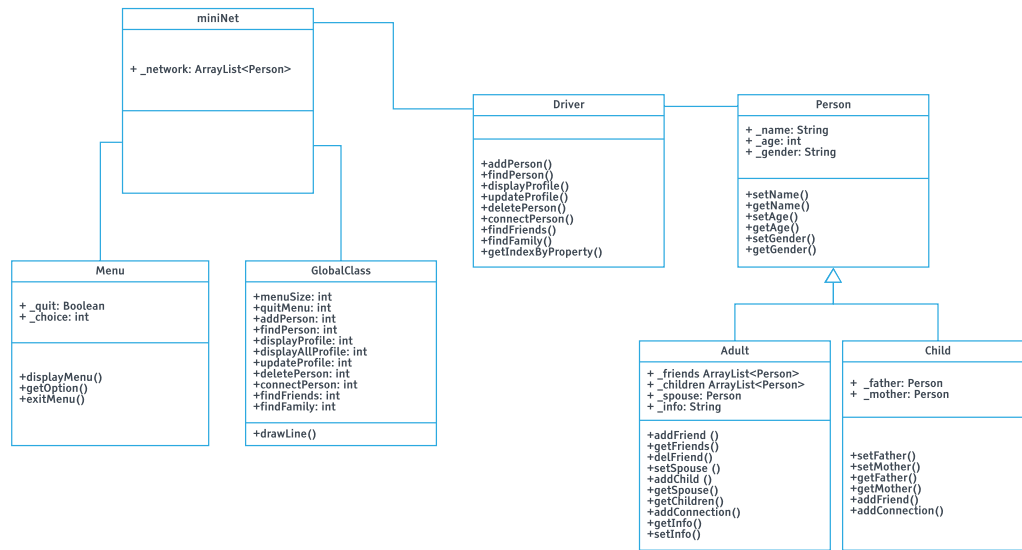 miniNet
+ _network: ArrayList<Person>
Driver
+addPerson()
+findPerson()
+displayProfile()
+updateProfile()
+deletePerson()
+connectPerson()
+findFriends()
+findFamily()
+getIndexByProperty()
Person
+ _name: String
+ _age: int
+ _gender: String
+setName()
+getName()
+setAge()
+getAge()
+setGender()
+getGender()
Menu
+ _quit: Boolean
+ _choice: int
+displayMenu()
+getOption()
+exitMenu()
GlobalClass
+menuSize: int
+quitMenu: int
+addPerson: int
+findPerson: int
+displayProfile: int
+displayAllProfile: int
+updateProfile: int
+deletePerson: int
+connectPerson: int
+findFriends: int
+findFamily: int
+drawLine()
Adult
+ _friends ArrayList<Person>
+ _children ArrayList<Person>
+ _spouse: Person
+ _info: String
+addFriend ()
+getFriends()
+delFriend()
+setSpouse ()
+addChild ()
+getSpouse()
+getChildren()
+addConnection()
+getInfo()
+setInfo()
Child
+ _father: Person
+ _mother: Person
+setFather()
+setMother()
+getFather()
+getMother()
+addFriend()
+addConnection()